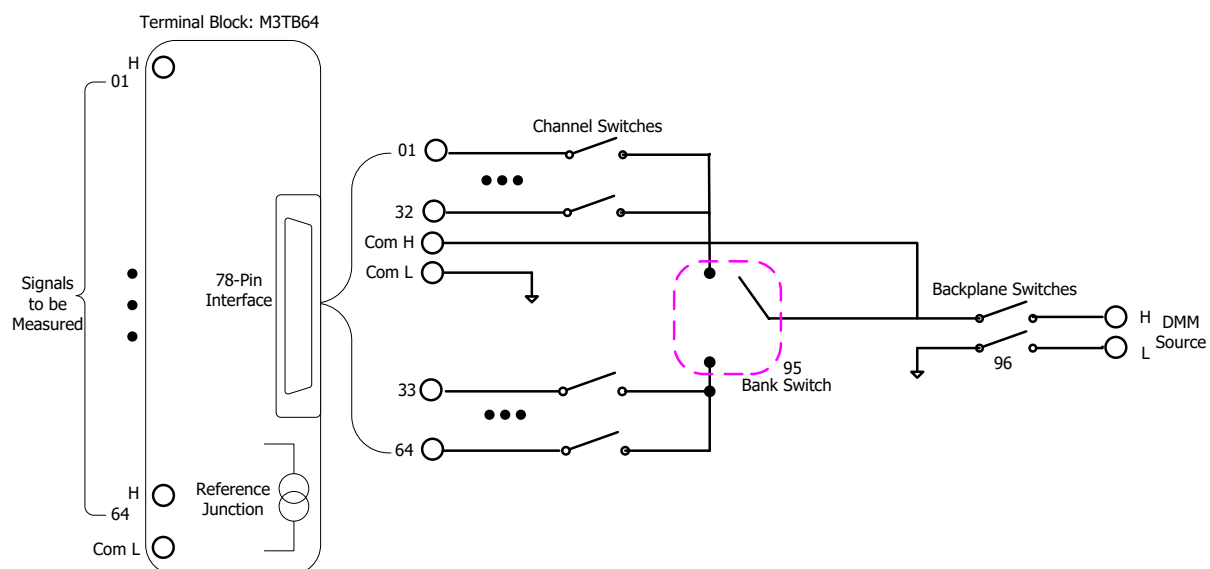 Terminal Block: M3TB64
H
01
Signals
to be
Measured
78-Pin
Interface
Reference
Junction
H
64
Com L
Channel Switches
01
32
Com H
Com L
33
64
95
Bank Switch
Backplane Switches
96
H
L
DMM
Source